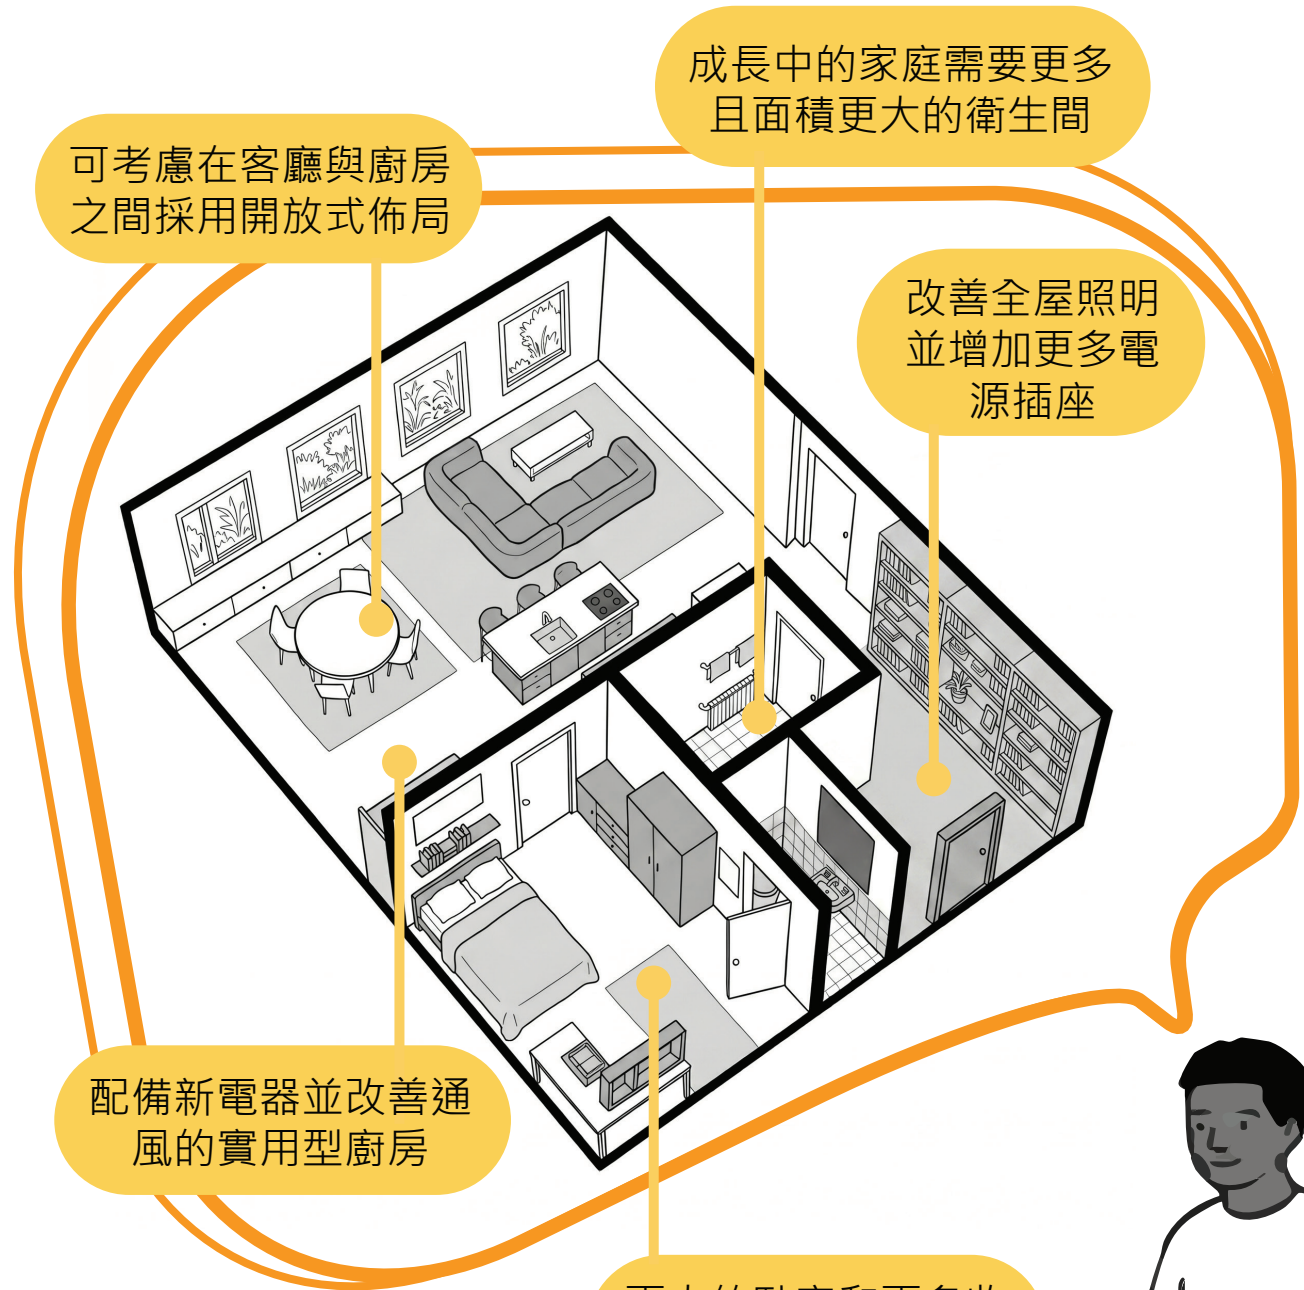 成長中的家庭需要更多
且面積更大的衛生間
可考慮在客廳與廚房
之間採用開放式佈局
改善全屋照明
並增加更多電
源插座
配備新電器並改善通
風的實用型廚房